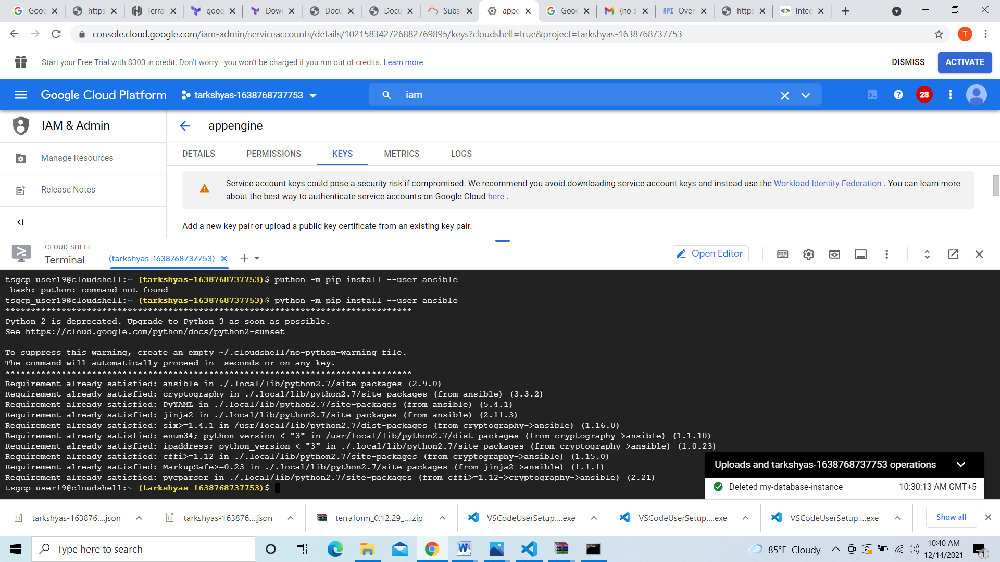 Goog
https
Terra
goog
Down
Docu
Docu
Subs
appe
Goog
(no s
API Over
https
Integ
console.cloud.google.com/iam-admin/serviceaccounts/details/102158342726882769895/keys?cloudshell=true&project=tarkshyas-1638768737753
T
Start your Free Trial with $300 in credit. Don't worry—you won't be charged if you run out of credits. Learn more
DISMISS
ACTIVATE
Google Cloud Platform
tarkshyas-1638768737753
iam
28
IAM & Admin
appengine
Manage Resources
Release Notes
DETAILS
PERMISSIONS
KEYS
METRICS
LOGS
Service account keys could pose a security risk if compromised. We recommend you avoid downloading service account keys and instead use the Workload Identity Federation . You can learn more
about the best way to authenticate service accounts on Google Cloud here .
Add a new key pair or upload a public key certificate from an existing key pair.
CLOUD SHELL
Terminal
(tarkshyas-1638768737753)
Open Editor
tsgcp_user19@cloudshell:~ (tarkshyas-1638768737753)$ puthon -m pip install --user ansible
-bash: puthon: command not found
tsgcp_user19@cloudshell:~ (tarkshyas-1638768737753)$ python -m pip install --user ansible
********************************************************************************
Python 2 is deprecated. Upgrade to Python 3 as soon as possible.
See https://cloud.google.com/python/docs/python2-sunset
To suppress this warning, create an empty ~/.cloudshell/no-python-warning file.
The command will automatically proceed in  seconds or on any key.
********************************************************************************
Requirement already satisfied: ansible in ./.local/lib/python2.7/site-packages (2.9.0)
Requirement already satisfied: cryptography in ./.local/lib/python2.7/site-packages (from ansible) (3.3.2)
Requirement already satisfied: PyYAML in ./.local/lib/python2.7/site-packages (from ansible) (5.4.1)
Requirement already satisfied: jinja2 in ./.local/lib/python2.7/site-packages (from ansible) (2.11.3)
Requirement already satisfied: six>=1.4.1 in /usr/local/lib/python2.7/dist-packages (from cryptography->ansible) (1.16.0)
Requirement already satisfied: enum34; python_version < "3" in /usr/local/lib/python2.7/dist-packages (from cryptography->ansible) (1.1.10)
Requirement already satisfied: ipaddress; python_version < "3" in ./.local/lib/python2.7/site-packages (from cryptography->ansible) (1.0.23)
Requirement already satisfied: cffi>=1.12 in ./.local/lib/python2.7/site-packages (from cryptography->ansible) (1.15.0)
Requirement already satisfied: MarkupSafe>=0.23 in ./.local/lib/python2.7/site-packages (from jinja2->ansible) (1.1.1)
Requirement already satisfied: pycparser in ./.local/lib/python2.7/site-packages (from cffi>=1.12->cryptography->ansible) (2.21)
tsgcp_user19@cloudshell:~ (tarkshyas-1638768737753)$
Uploads and tarkshyas-1638768737753 operations
Deleted my-database-instance
10:30:13 AM GMT+5
tarkshyas-163876....json
tarkshyas-163876....json
terraform_0.12.29_....zip
VSCodeUserSetup....exe
VSCodeUserSetup....exe
VSCodeUserSetup....exe
Show all
Type here to search
85°F Cloudy
10:40 AM
12/14/2021
1